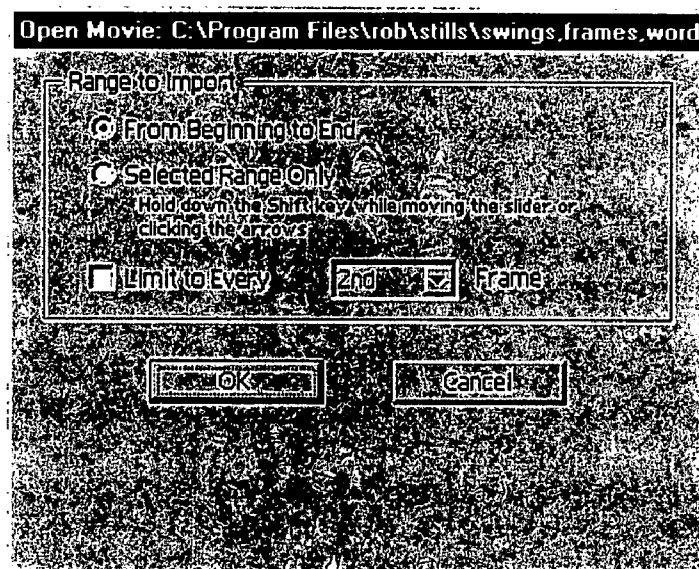 Open Movie: C:\Program Files\rob\stills\swings,frames,word
Range to Import
From Beginning to End
Selected Range Only
Hold down the Shift key while moving the slider or
clicking the arrows
Limit to Every 2nd Frame
OK Cancel